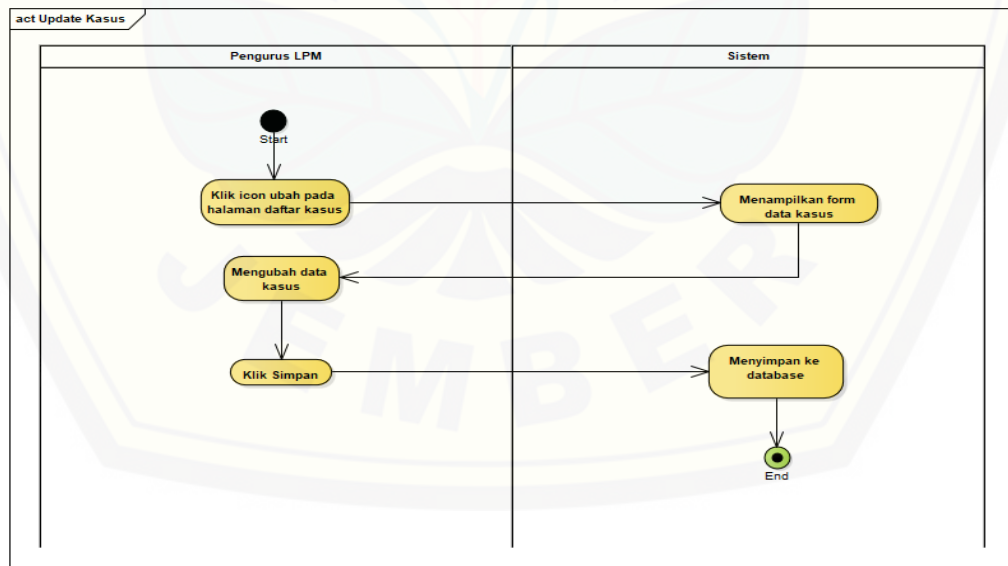 act Update Kasus
Pengurus LPM
Sistem
Start
Klik icon ubah pada
halaman daftar kasus
Menampilkan form
data kasus
Mengubah data
kasus
Klik Simpan
Menyimpan ke
database
End
JEMBER